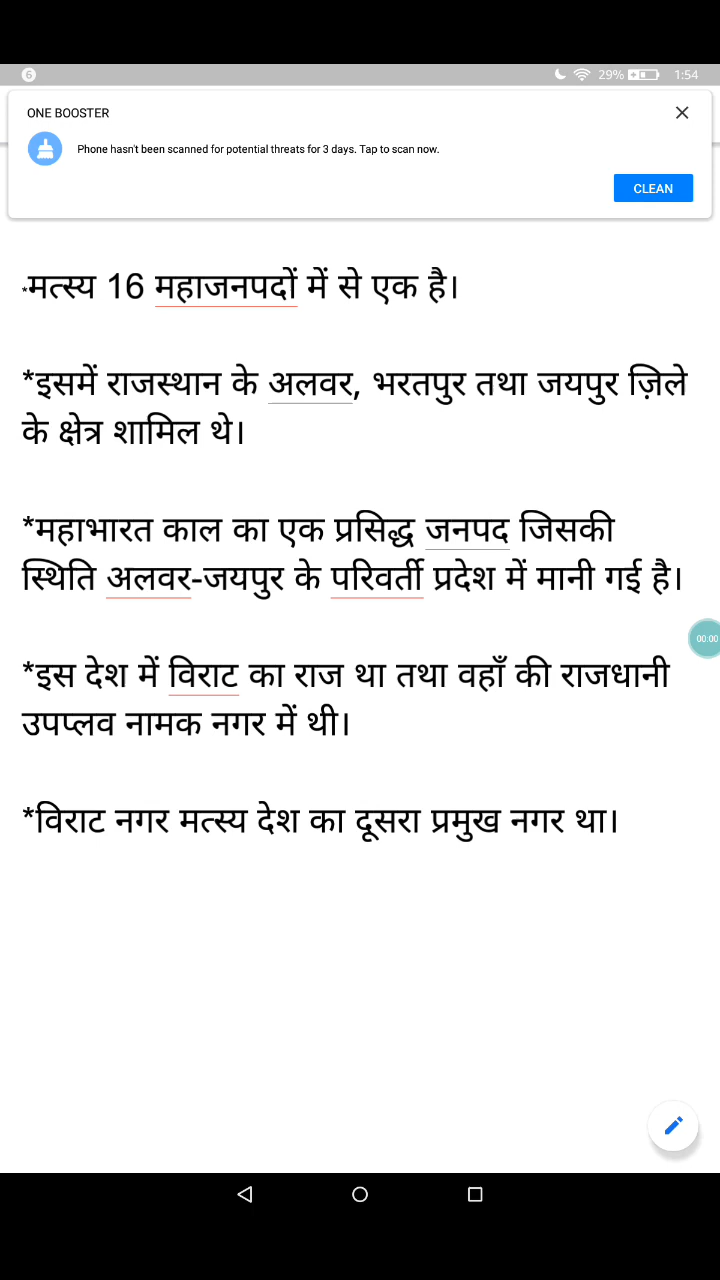 6
29%
1:54
ONE BOOSTER
Phone hasn't been scanned for potential threats for 3 days. Tap to scan now.
CLEAN
*मत्स्य 16 महाजनपदों में से एक है।
*इसमें राजस्थान के अलवर, भरतपुर तथा जयपुर ज़िले
के क्षेत्र शामिल थे।
*महाभारत काल का एक प्रसिद्ध जनपद जिसकी
स्थिति अलवर-जयपुर के परिवर्ती प्रदेश में मानी गई है।
00:00
*इस देश में विराट का राज था तथा वहाँ की राजधानी
उपप्लव नामक नगर में थी।
*विराट नगर मत्स्य देश का दूसरा प्रमुख नगर था।